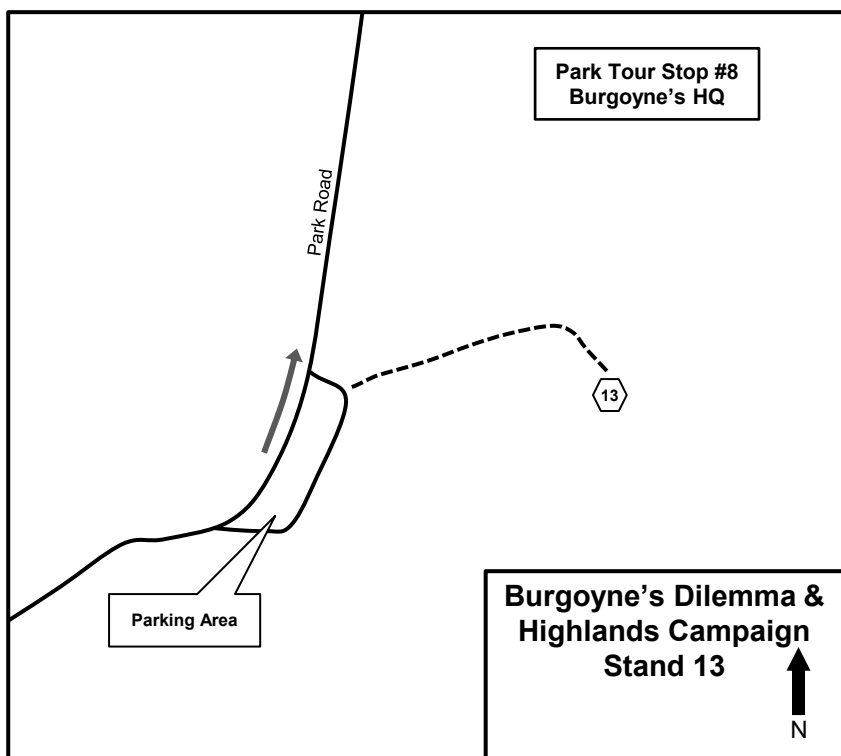 Park Tour Stop #8
Burgoyne's HQ
Park Road
13
Parking Area
Burgoyne's Dilemma &
Highlands Campaign
Stand 13
N